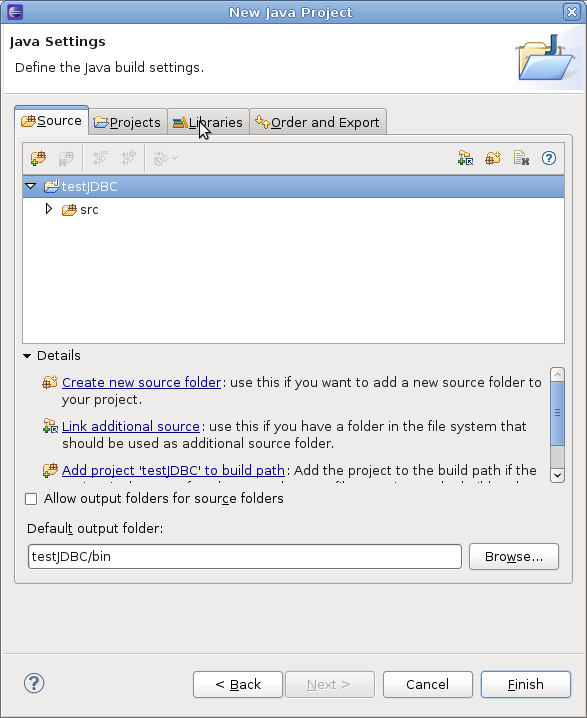 New Java Project
Java Settings
Define the Java build settings.
Source
Projects
Libraries
Order and Export
testJDBC
src
Details
Create new source folder: use this if you want to add a new source folder to
your project.
Link additional source: use this if you have a folder in the file system that
should be used as additional source folder.
Add project 'testJDBC' to build path: Add the project to the build path if the
Allow output folders for source folders
Default output folder:
testJDBC/bin
Browse...
< Back
Next >
Cancel
Finish